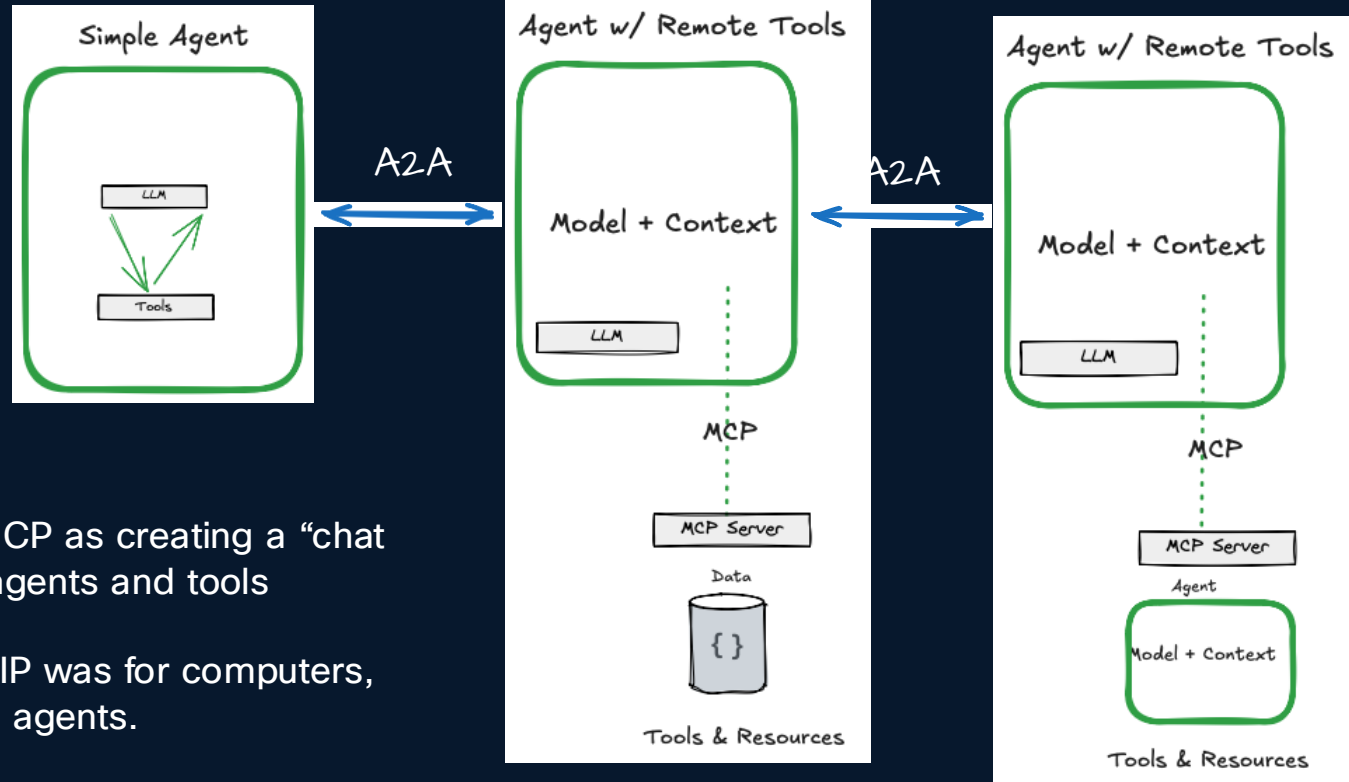 Simple Agent
LLM
Tools
A2A
Agent w/ Remote Tools
Model + Context
LLM
MCP
MCP Server
Data
{ }
Tools & Resources
A2A
Agent w/ Remote Tools
Model + Context
LLM
MCP
MCP Server
Agent
Model + Context
Tools & Resources
CP as creating a “chat
agents and tools
IP was for computers,
agents.